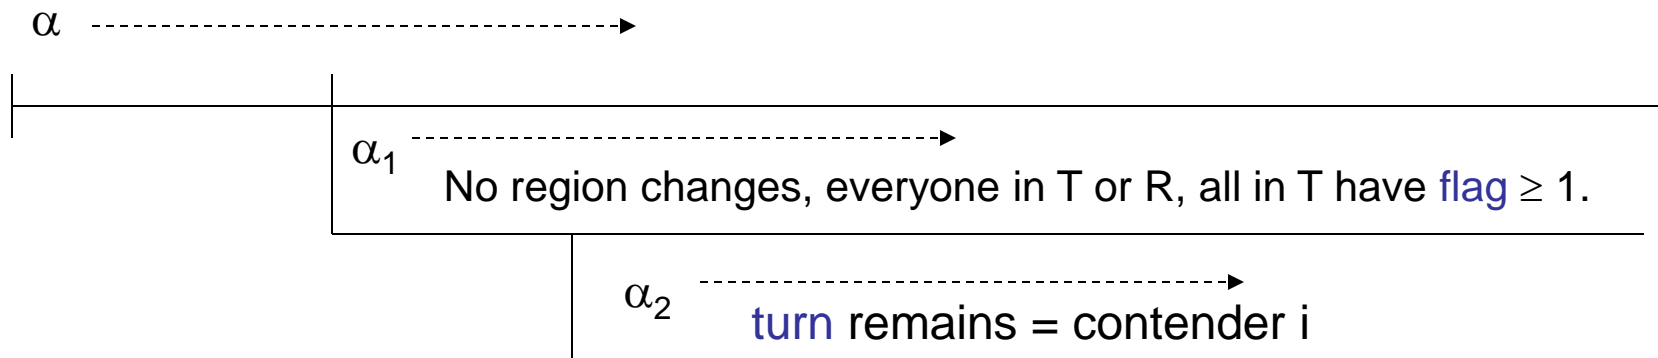 α
α₁
No region changes, everyone in T or R, all in T have flag ≥ 1.
α₂
turn remains = contender i